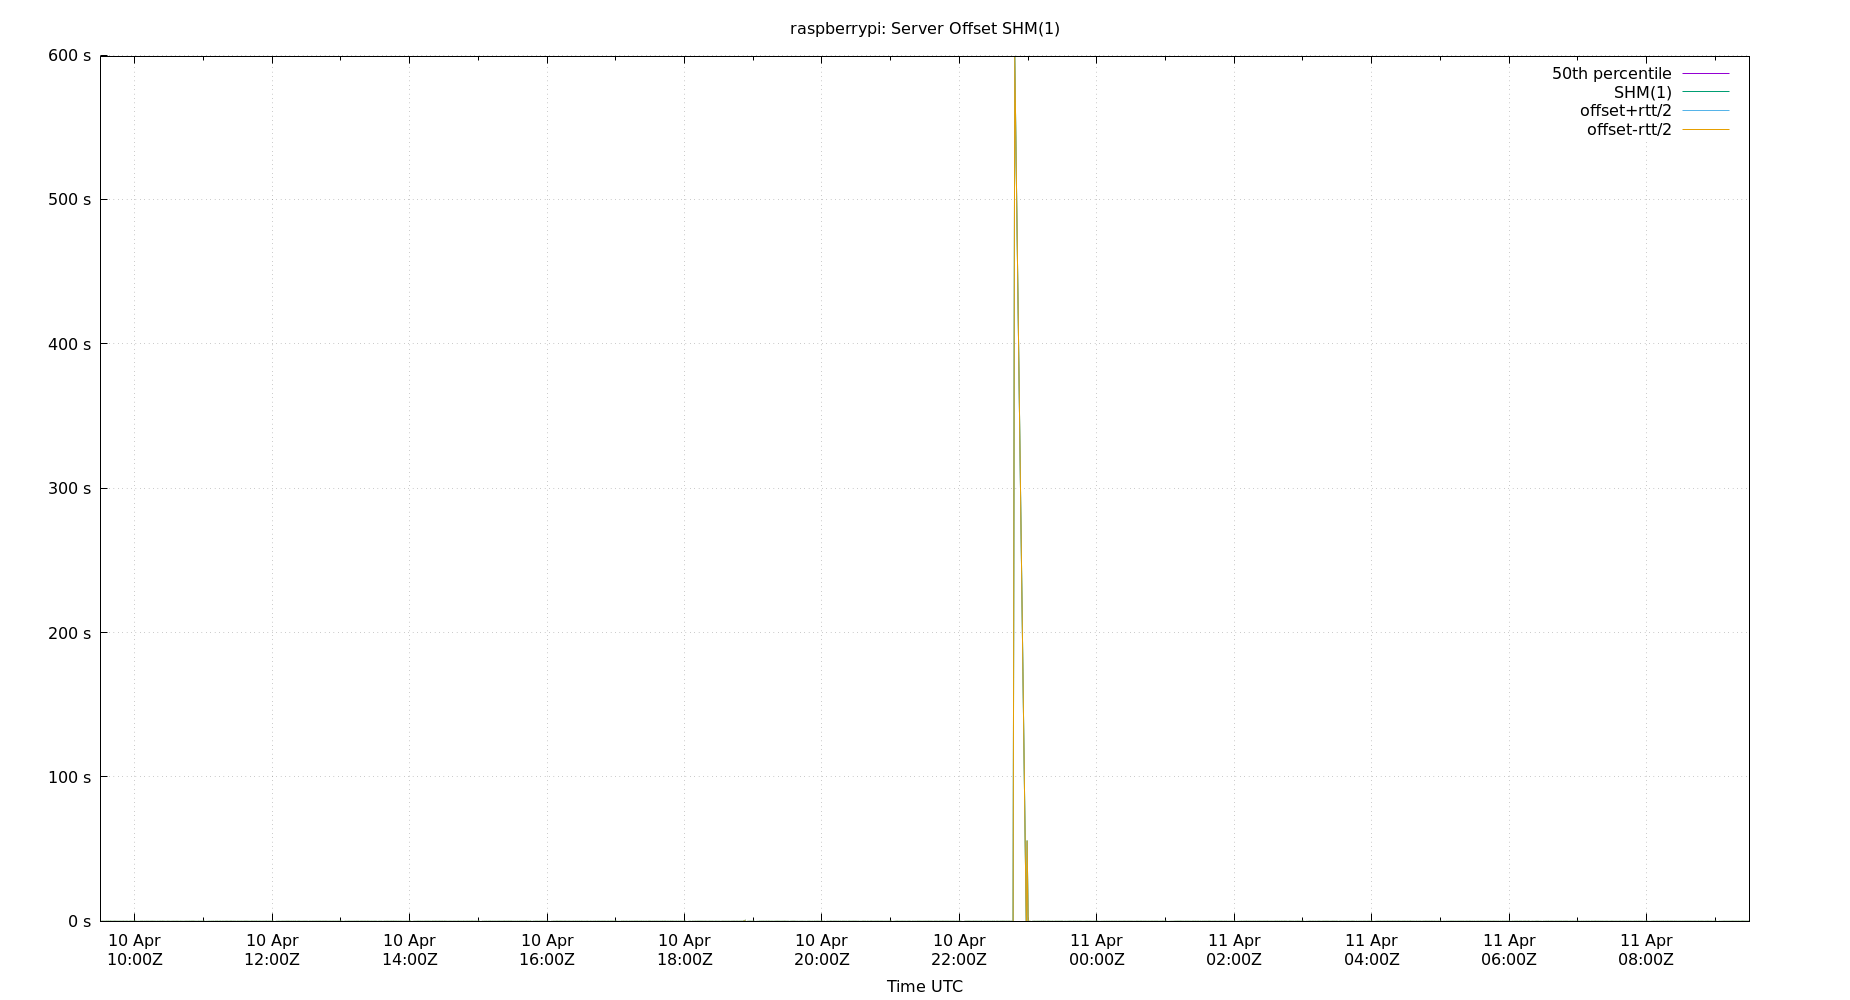 raspberrypi: Server Offset SHM(1)
600 s
500 s
400 s
300 s
200 s
100 s
0 s
50th percentile
SHM(1)
offset+rtt/2
offset-rtt/2
10 Apr 10 Apr 10 Apr 10 Apr 10 Apr 10 Apr 10 Apr 11 Apr 11 Apr 11 Apr 11 Apr 11 Apr
10:00Z 12:00Z 14:00Z 16:00Z 18:00Z 20:00Z 22:00Z 00:00Z 02:00Z 04:00Z 06:00Z 08:00Z
Time UTC